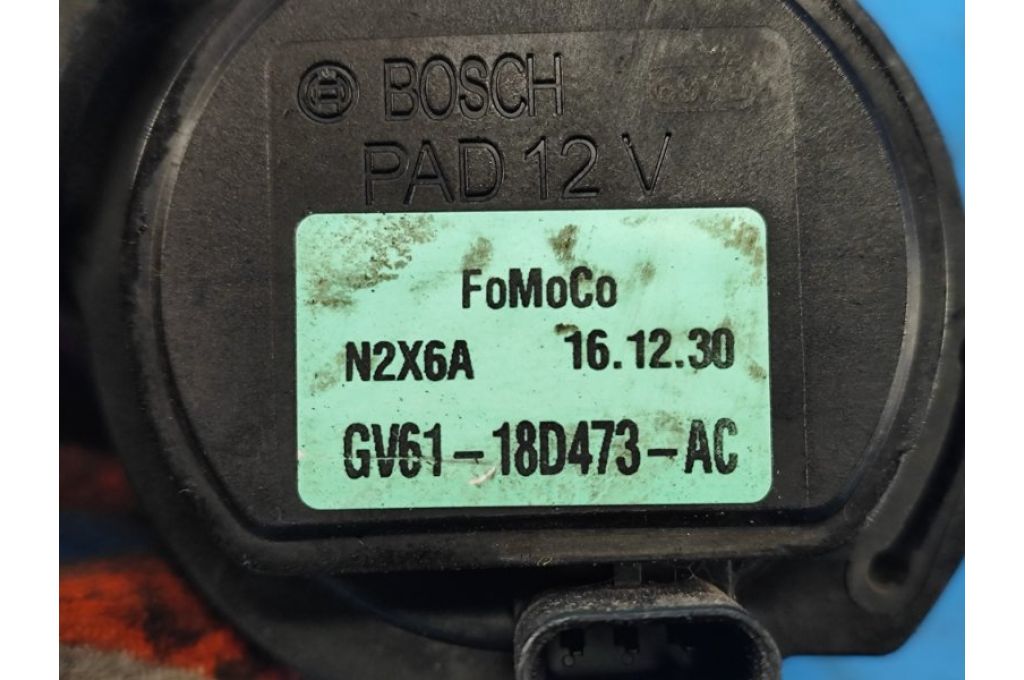 BOSCH
PAD 12 V
FoMoCo
N2X6A 16.12.30
GV61-18D473-AC